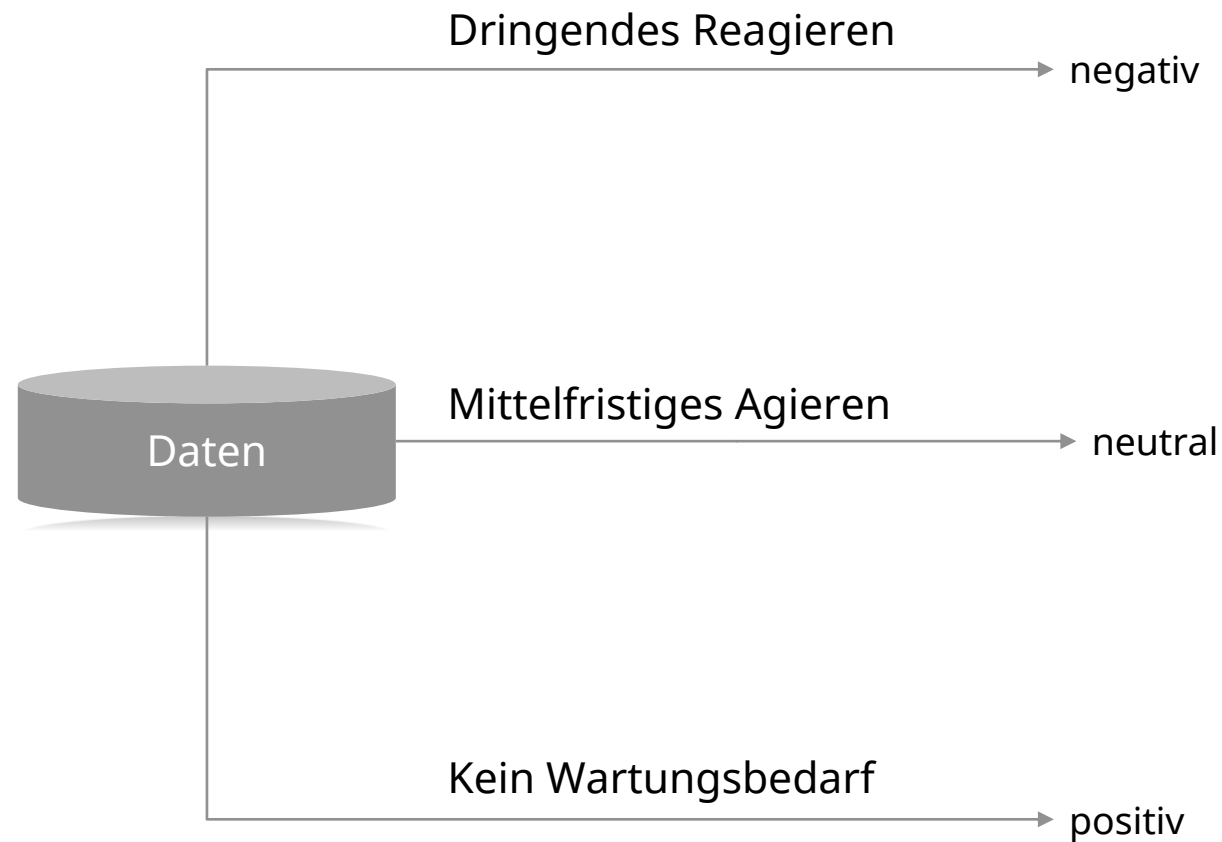 Dringendes Reagieren
negativ
Mittelfristiges Agieren
Daten
neutral
Kein Wartungsbedarf
positiv